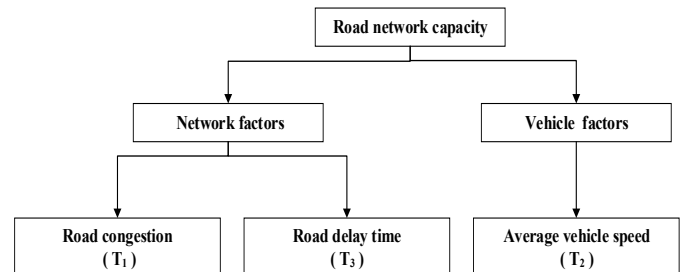 Road network capacity
Network factors
Vehicle factors
Road congestion
( T₁ )
Road delay time
( T₃ )
Average vehicle speed
( T₂ )